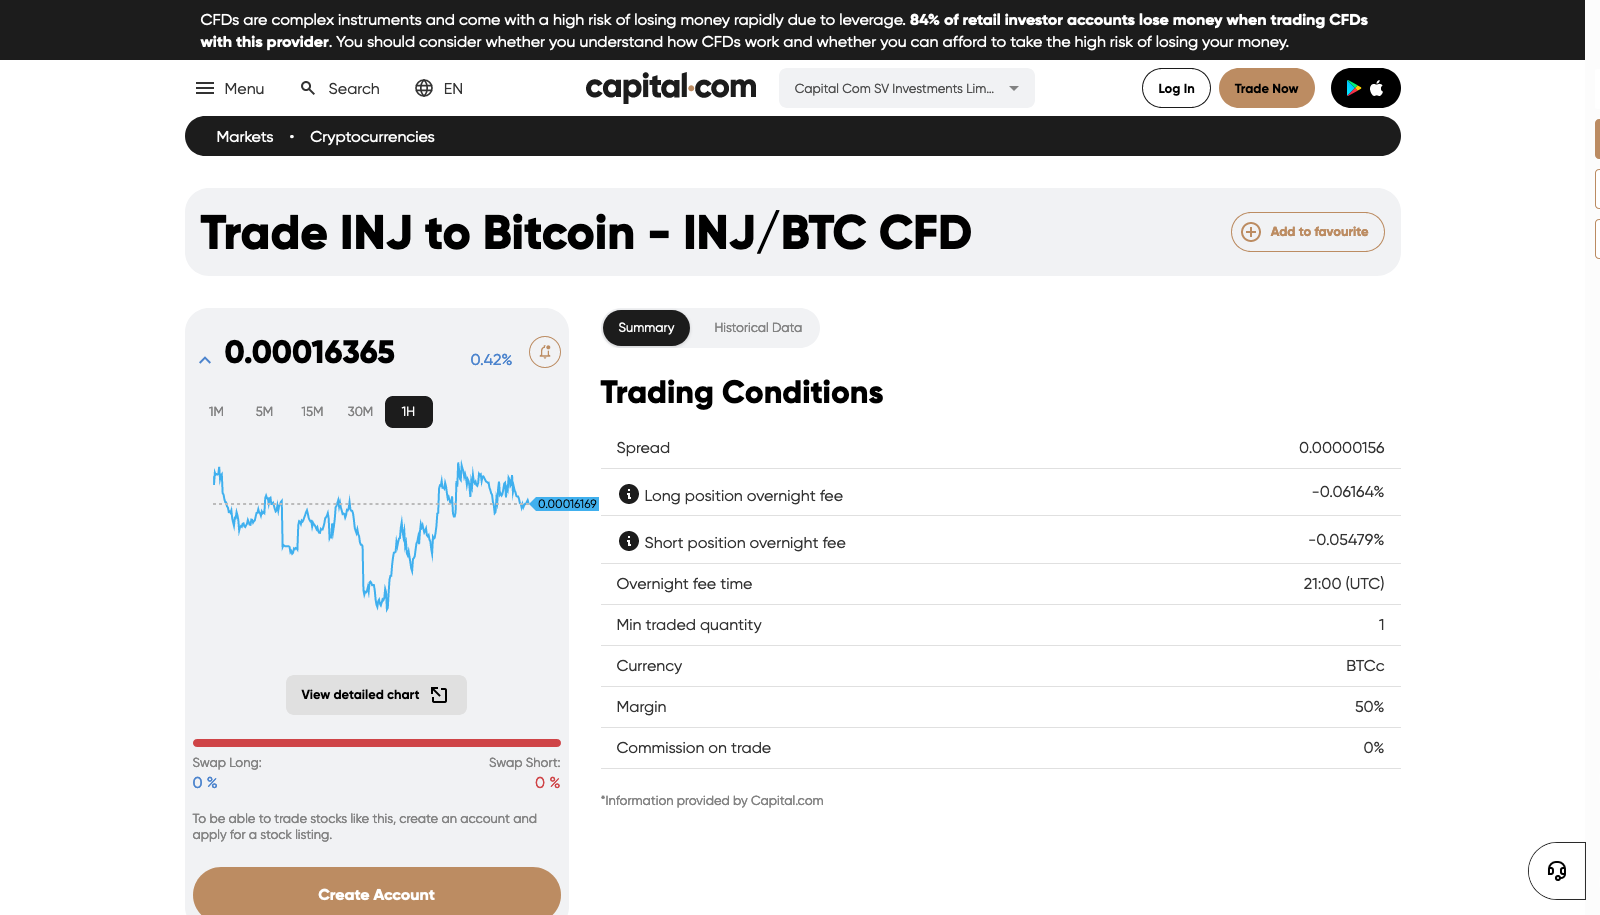 CFDs are complex instruments and come with a high risk of losing money rapidly due to leverage. 84% of retail investor accounts lose money when trading CFDs
with this provider. You should consider whether you understand how CFDs work and whether you can afford to take the high risk of losing your money.
Menu Search EN capital.com Capital Com SV Investments Lim... Log In Trade Now
Markets • Cryptocurrencies
Trade INJ to Bitcoin - INJ/BTC CFD
Add to favourite
0.00016365 0.42%
1M 5M 15M 30M 1H
0.00016169
View detailed chart
Swap Long: Swap Short:
0 % 0 %
To be able to trade stocks like this, create an account and
apply for a stock listing.
Create Account
Summary Historical Data
Trading Conditions
Spread 0.00000156
Long position overnight fee -0.06164%
Short position overnight fee -0.05479%
Overnight fee time 21:00 (UTC)
Min traded quantity 1
Currency BTCc
Margin 50%
Commission on trade 0%
*Information provided by Capital.com